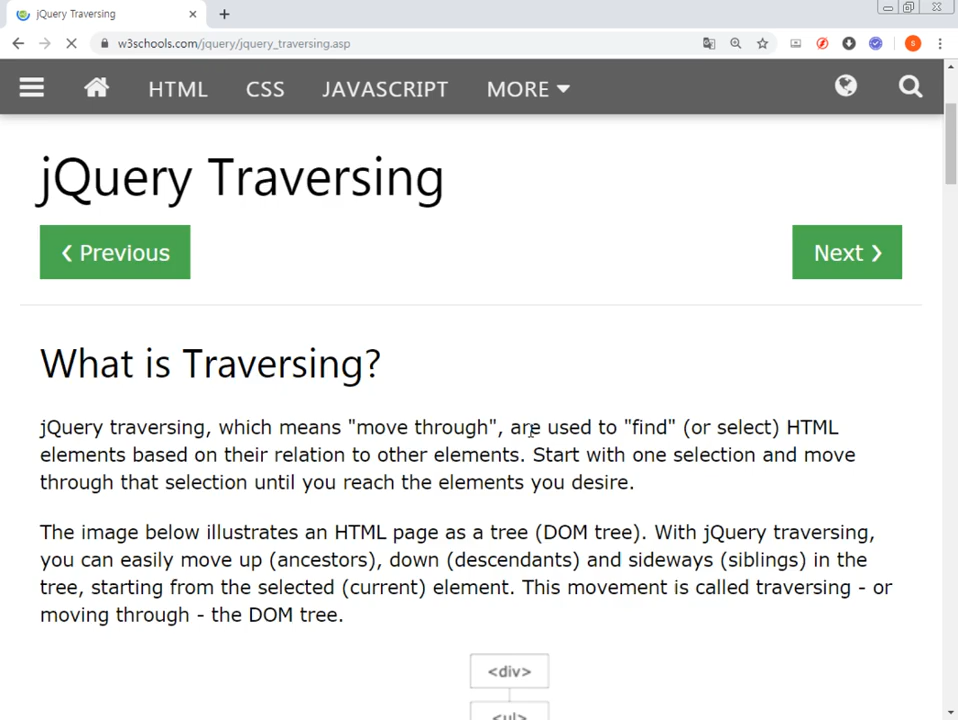 jQuery Traversing
w3schools.com/jquery/jquery_traversing.asp
s
HTML CSS JAVASCRIPT MORE
jQuery Traversing
❮ Previous
Next ❯
What is Traversing?
jQuery traversing, which means "move through", are used to "find" (or select) HTML
elements based on their relation to other elements. Start with one selection and move
through that selection until you reach the elements you desire.
The image below illustrates an HTML page as a tree (DOM tree). With jQuery traversing,
you can easily move up (ancestors), down (descendants) and sideways (siblings) in the
tree, starting from the selected (current) element. This movement is called traversing - or
moving through - the DOM tree.
<div>
<ul>